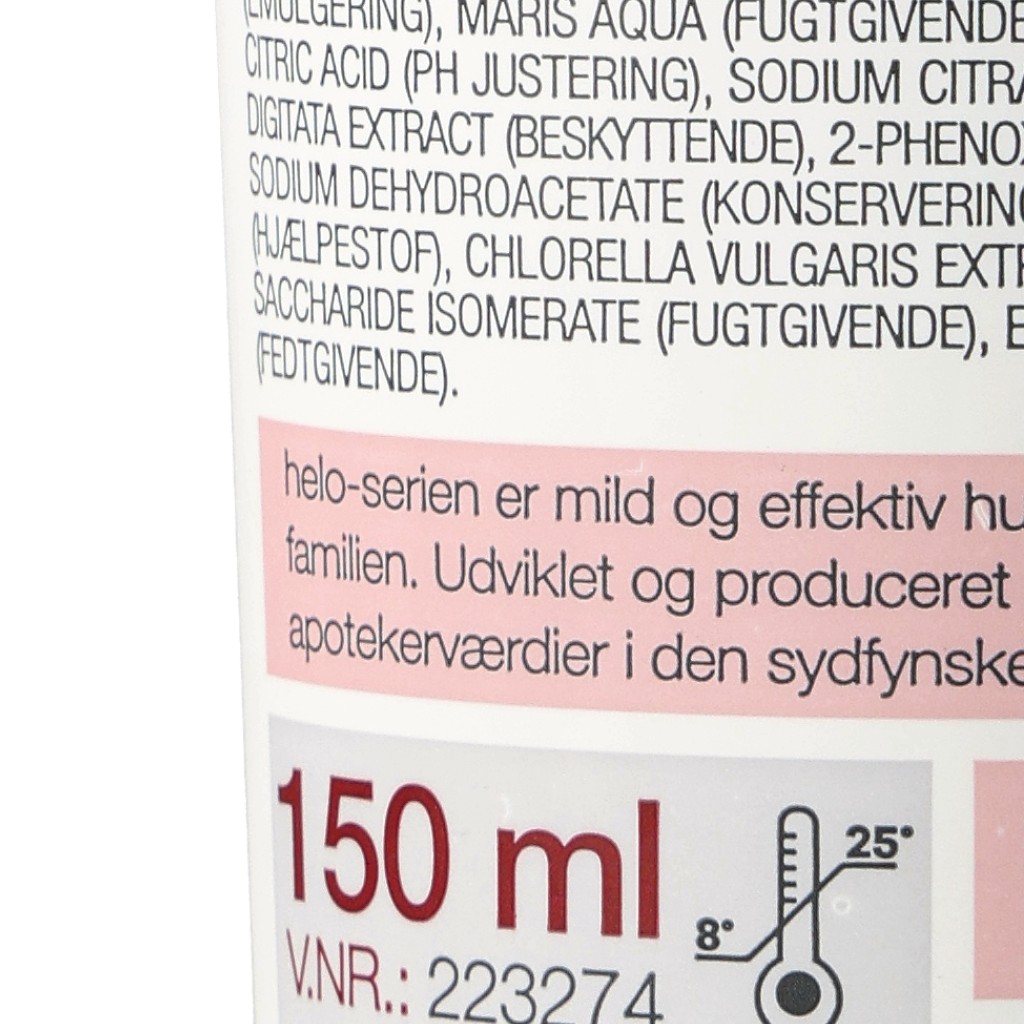 (EMULGERING), MARIS AQUA (FUGTGIVENDE
CITRIC ACID (PH JUSTERING), SODIUM CITRA
DIGITATA EXTRACT (BESKYTTENDE), 2-PHENOX
SODIUM DEHYDROACETATE (KONSERVERING
(HJÆLPESTOF), CHLORELLA VULGARIS EXTR
SACCHARIDE ISOMERATE (FUGTGIVENDE), E
(FEDTGIVENDE).
helo-serien er mild og effektiv hu
familien. Udviklet og produceret
apotekerværdier i den sydfynske
150 ml
25°
8°
V.NR.: 223274